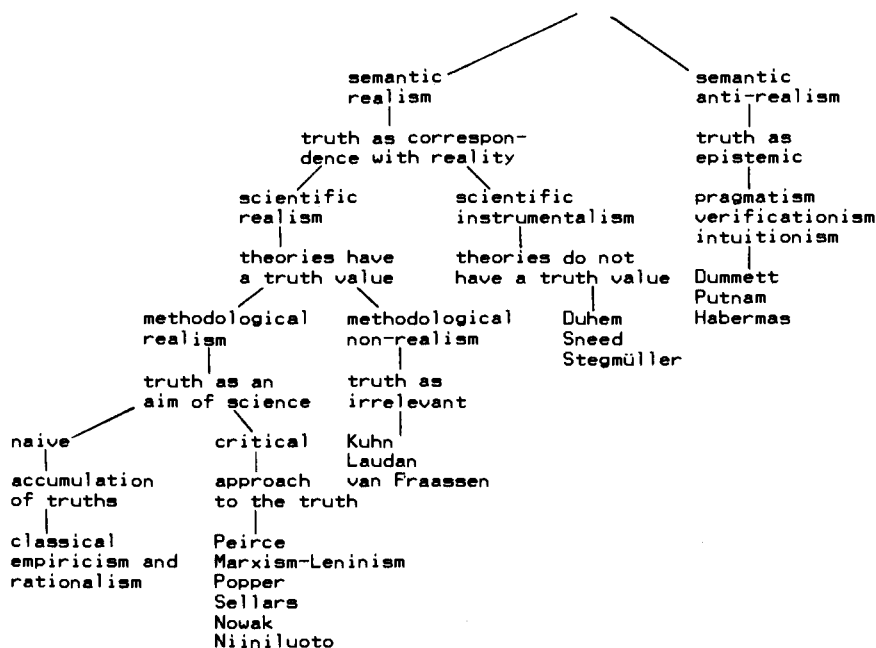 semantic
realism
semantic
anti-realism
truth as correspon-
dence with reality
truth as
epistemic
scientific
realism
scientific
instrumentalism
pragmatism
verificationism
intuitionism
theories have
a truth value
theories do not
have a truth value
Dummett
Putnam
Habermas
methodological
realism
methodological
non-realism
Duhem
Sneed
Stegmüller
truth as an
aim of science
truth as
irrelevant
naive
critical
Kuhn
Laudan
van Fraassen
accumulation
of truths
approach
to the truth
classical
empiricism and
rationalism
Peirce
Marxism-Leninism
Popper
Sellars
Nowak
Niiniluoto